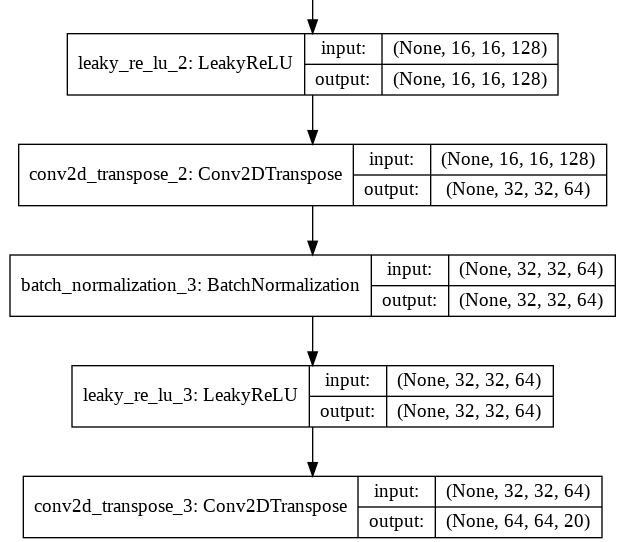 leaky_re_lu_2: LeakyReLU
input:
(None, 16, 16, 128)
output:
(None, 16, 16, 128)
conv2d_transpose_2: Conv2DTranspose
input:
(None, 16, 16, 128)
output:
(None, 32, 32, 64)
batch_normalization_3: BatchNormalization
input:
(None, 32, 32, 64)
output:
(None, 32, 32, 64)
leaky_re_lu_3: LeakyReLU
input:
(None, 32, 32, 64)
output:
(None, 32, 32, 64)
conv2d_transpose_3: Conv2DTranspose
input:
(None, 32, 32, 64)
output:
(None, 64, 64, 20)